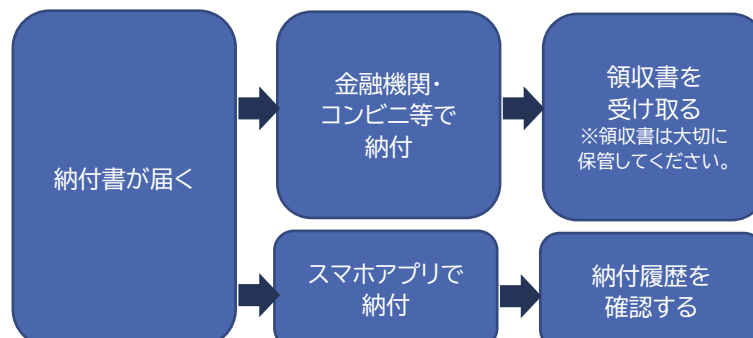 納付書が届く
金融機関・
コンビニ等で
納付
領収書を
受け取る
※領収書は大切に
保管してください。
スマホアプリで
納付
納付履歴を
確認する